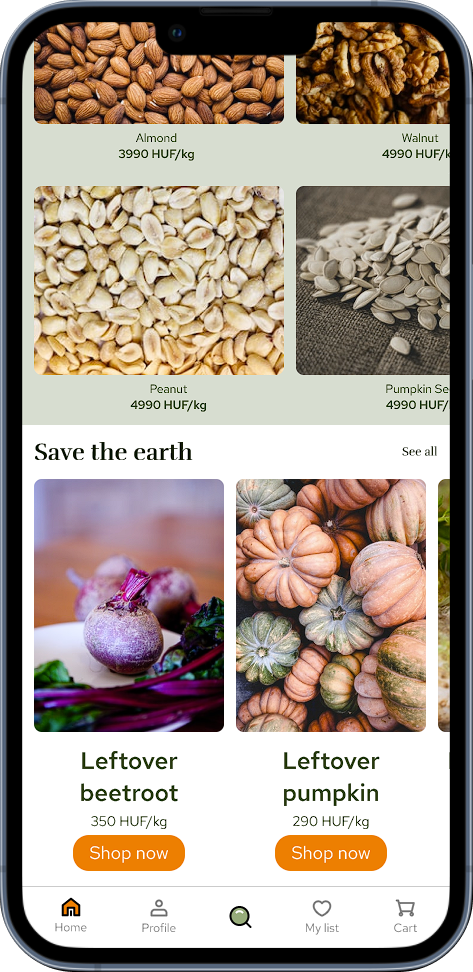 Almond
3990 HUF/kg
Walnut
4990 HUF/k
Peanut
4990 HUF/kg
Pumpkin Se
4990 HUF/
Save the earth
See all
Leftover
beetroot
350 HUF/kg
Shop now
Leftover
pumpkin
290 HUF/kg
Shop now
Home
Profile
My list
Cart